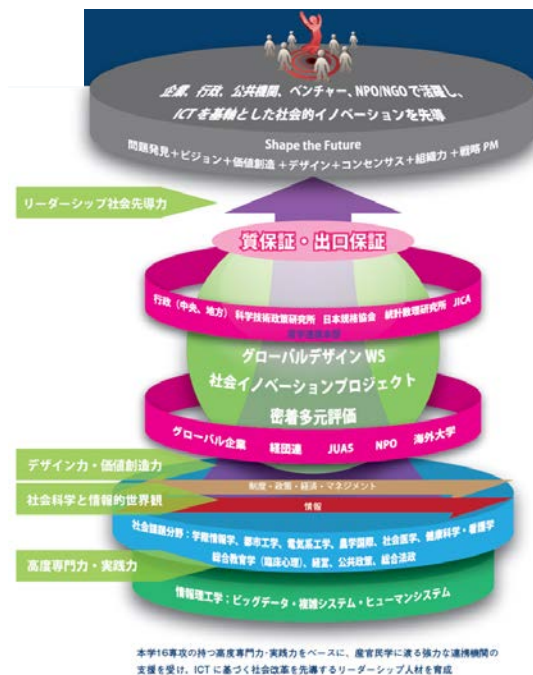 企業、行政、公共機関、ベンチャー、NPO/NGOで活躍し、
ICTを基軸とした社会的イノベーションを先導
Shape the Future
問題発見＋ビジョン＋価値創造＋デザイン＋コンセンサス＋組織力＋戦略PM
リーダーシップ社会先導力
質保証・出口保証
行政（中央、地方） 科学技術政策研究所 日本規格協会 統計数理研究所 JICA
グローバルデザインWS
社会イノベーションプロジェクト
密着多元評価
グローバル企業 経団連 JUAS NPO 海外大学
デザイン力・価値創造力
制度・政策・経済・マネジメント
社会科学と情報的世界観
情報
社会課題分野：学際情報学、都市工学、電気系工学、農学国際、社会医学、健康科学・看護学
総合教育学（臨床心理）、経営、公共政策、総合法政
高度専門力・実践力
情報理工学：ビッグデータ・複雑システム・ヒューマンシステム
本学16専攻の持つ高度専門力・実践力をベースに、産官民学に渡る強力な連携機関の
支援を受け、ICTに基づく社会改革を先導するリーダーシップ人材を育成